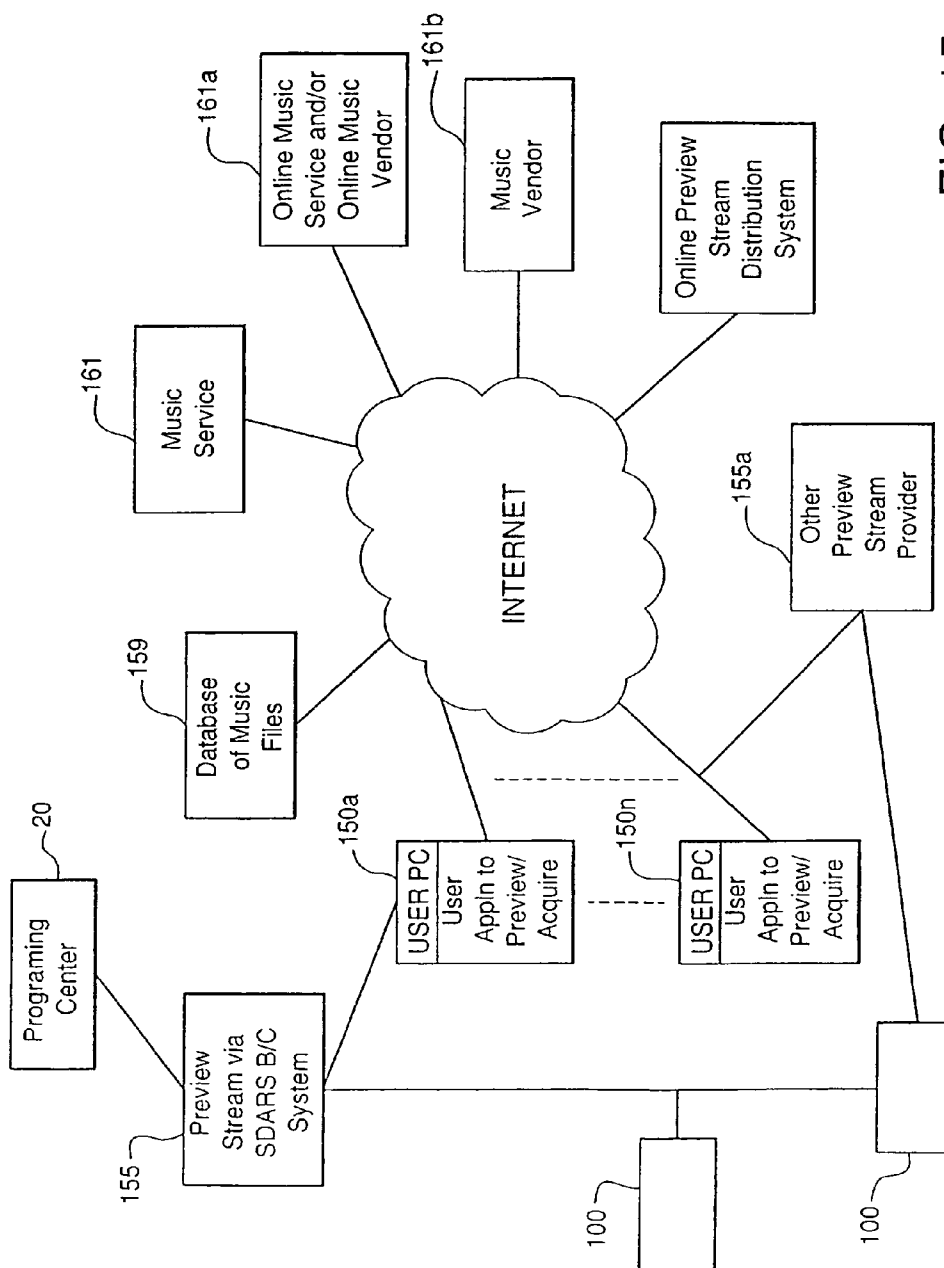 20
Programing
Center
155
Preview
Stream via
SDARS B/C
System
159
Database
of Music
Files
161
Music
Service
161a
Online Music
Service and/or
Online Music
Vendor
161b
Music
Vendor
INTERNET
150a
USER PC
User
Appln to
Preview/
Acquire
150n
USER PC
User
Appln to
Preview/
Acquire
Online Preview
Stream
Distribution
System
155a
Other
Preview
Stream
Provider
100
100